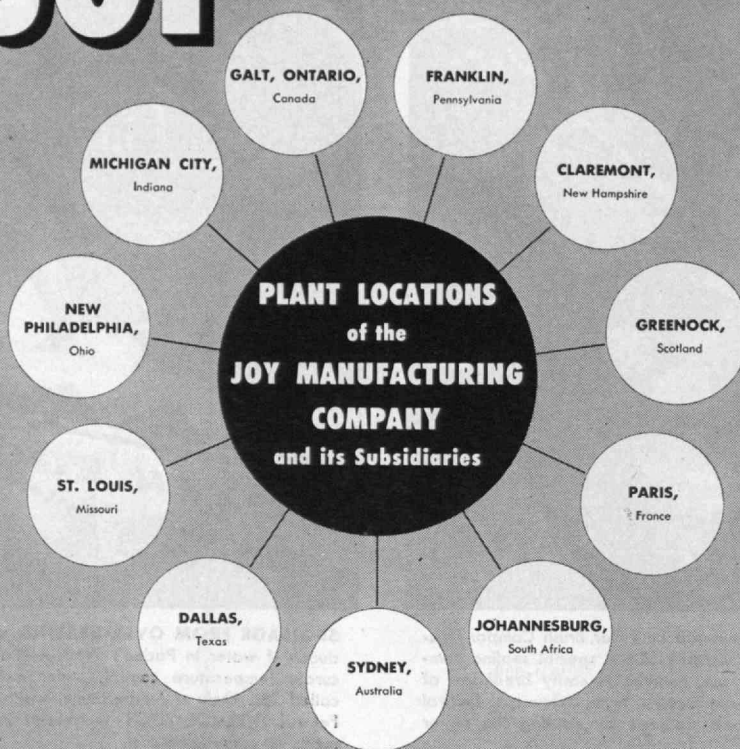 GALT, ONTARIO,
Canada
FRANKLIN,
Pennsylvania
MICHIGAN CITY,
Indiana
CLAREMONT,
New Hampshire
NEW
PHILADELPHIA,
Ohio
PLANT LOCATIONS
of the
JOY MANUFACTURING
COMPANY
and its Subsidiaries
GREENOCK,
Scotland
ST. LOUIS,
Missouri
PARIS,
France
DALLAS,
Texas
SYDNEY,
Australia
JOHANNESBURG,
South Africa